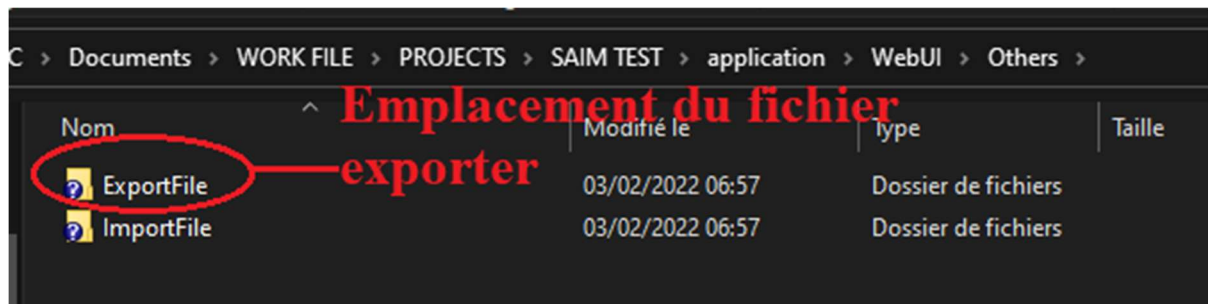 C > Documents > WORK FILE > PROJECTS > SAIM TEST > application > WebUI > Others >
Emplacement du fichier
exporter
Nom Modifié le Type Taille
ExportFile 03/02/2022 06:57 Dossier de fichiers
ImportFile 03/02/2022 06:57 Dossier de fichiers